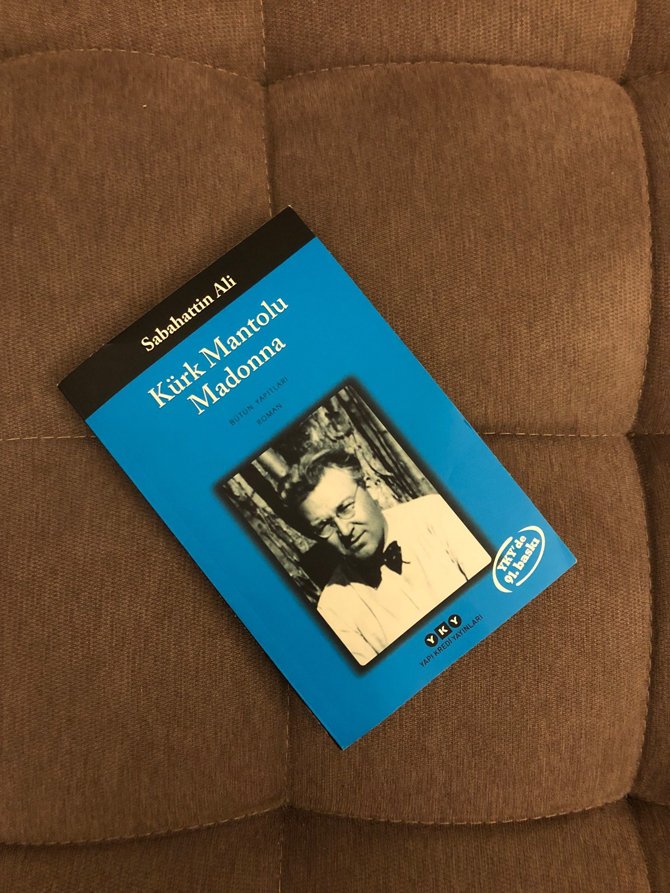 Sabahattin Ali
Kürk Mantolu
Madonna
BÜTÜN YAPITLARI
ROMAN
YKY'de
91. baskı
YKY
YAPI KREDİ YAYINLARI